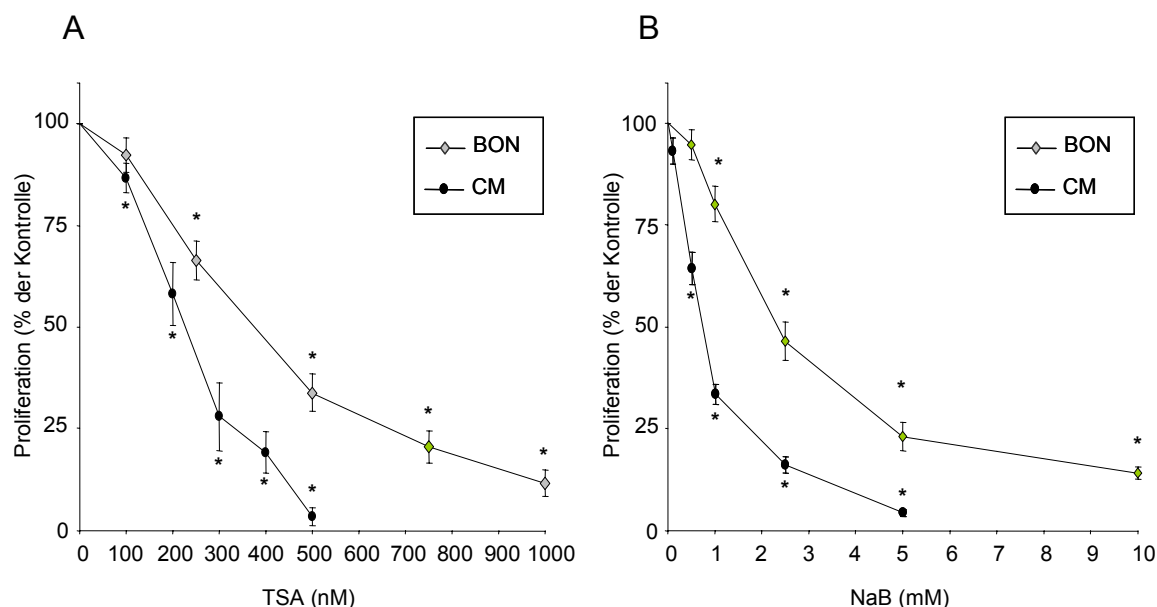 A
Proliferation (% der Kontrolle)
100
75
50
25
0
BON
CM
*
*
*
*
*
*
*
*
*
0 100 200 300 400 500 600 700 800 900 1000
TSA (nM)
B
Proliferation (% der Kontrolle)
100
75
50
25
0
BON
CM
*
*
*
*
*
*
*
*
0 1 2 3 4 5 6 7 8 9 10
NaB (mM)